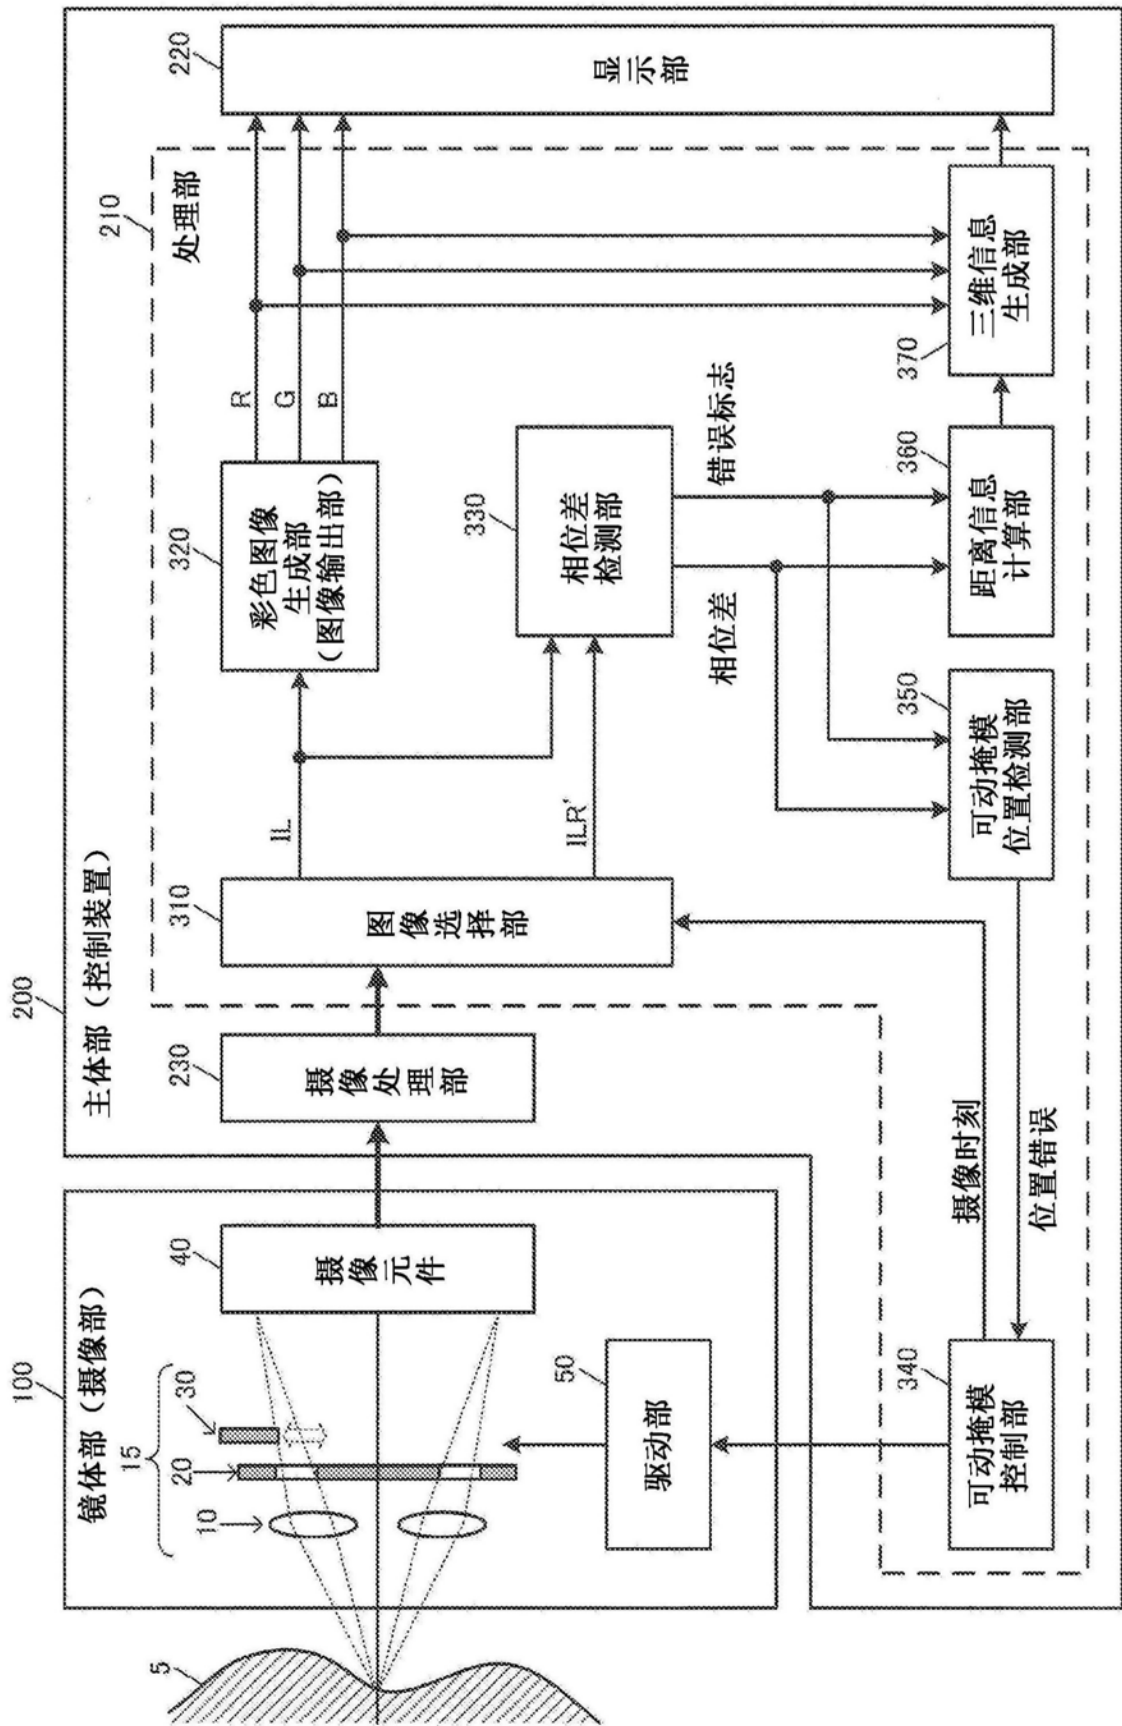 200
主体部（控制装置）
100
镜体部（摄像部）
15
30
20
10
5
40
摄像元件
50
驱动部
230
摄像处理部
210
处理部
310
图像选择部
IL
ILR'
320
彩色图像
生成部
（图像输出部）
R
G
B
220
显示部
330
相位差
检测部
相位差
错误标志
340
可动掩模
控制部
摄像时刻
位置错误
350
可动掩模
位置检测部
360
距离信息
计算部
370
三维信息
生成部